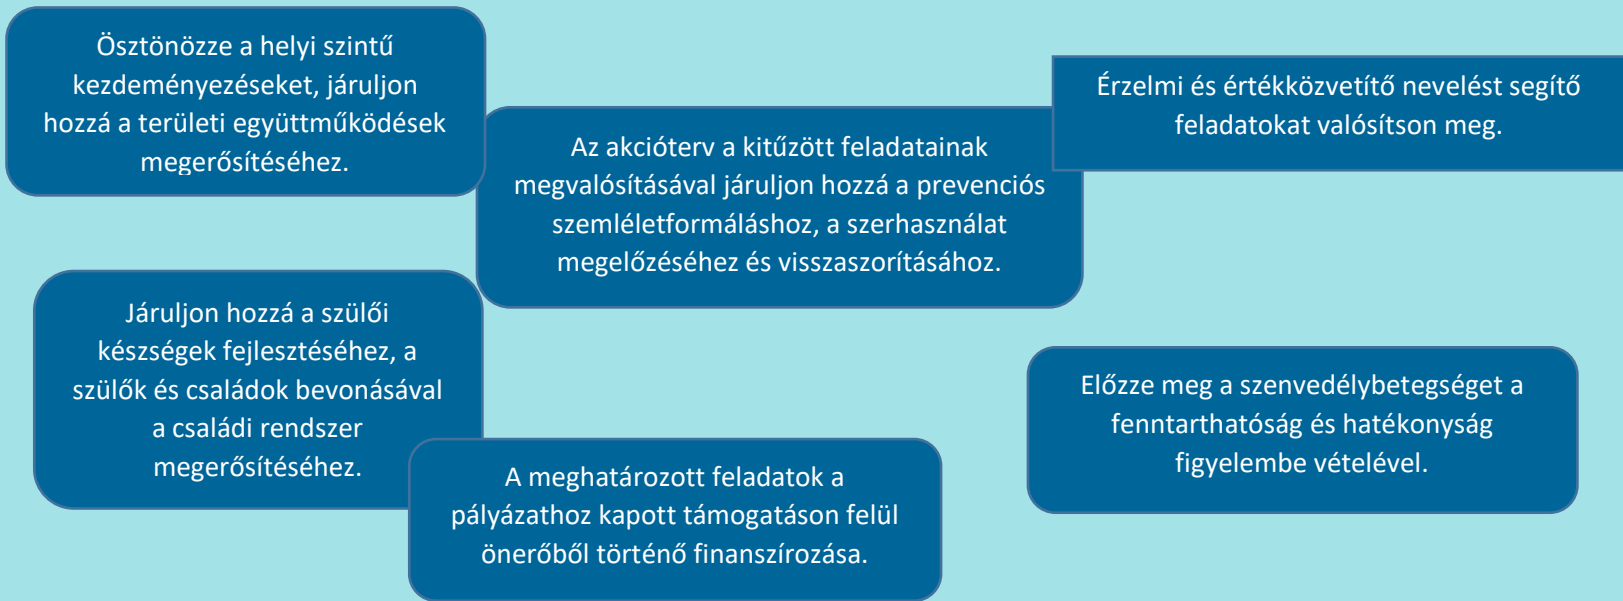 Ösztönözze a helyi szintű
kezdeményezéseket, járuljon
hozzá a területi együttműködések
megerősítéséhez.
Az akcióterv a kitűzött feladatainak
megvalósításával járuljon hozzá a prevenciós
szemléletformáláshoz, a szerhasználat
megelőzéséhez és visszaszorításához.
Érzelmi és értékközvetítő nevelést segítő
feladatokat valósítson meg.
Járuljon hozzá a szülői
készségek fejlesztéséhez, a
szülők és családok bevonásával
a családi rendszer
megerősítéséhez.
A meghatározott feladatok a
pályázathoz kapott támogatáson felül
önerőből történő finanszírozása.
Előzze meg a szenvedélybetegséget a
fenntarthatóság és hatékonyság
figyelembe vételével.